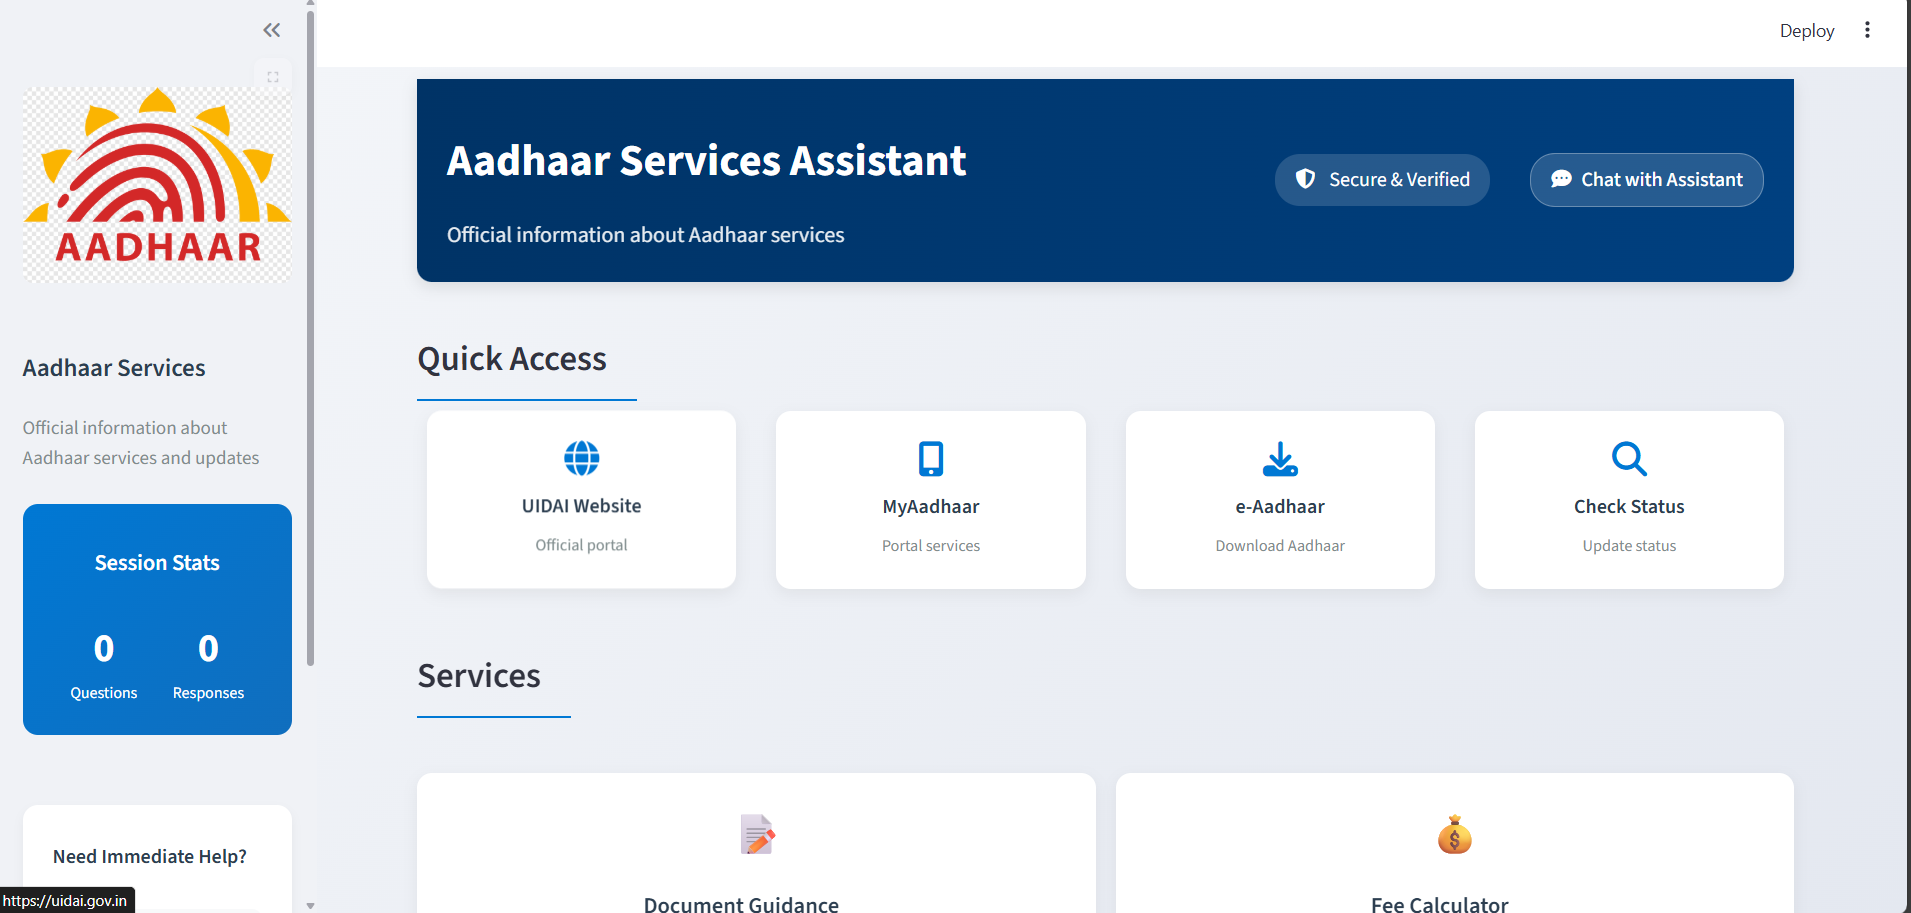 Deploy
AADHAAR
Aadhaar Services
Official information about
Aadhaar services and updates
Session Stats
0
0
Questions
Responses
Need Immediate Help?
https://uidai.gov.in
Aadhaar Services Assistant
Official information about Aadhaar services
Secure & Verified
Chat with Assistant
Quick Access
UIDAI Website
Official portal
MyAadhaar
Portal services
e-Aadhaar
Download Aadhaar
Check Status
Update status
Services
Document Guidance
Fee Calculator